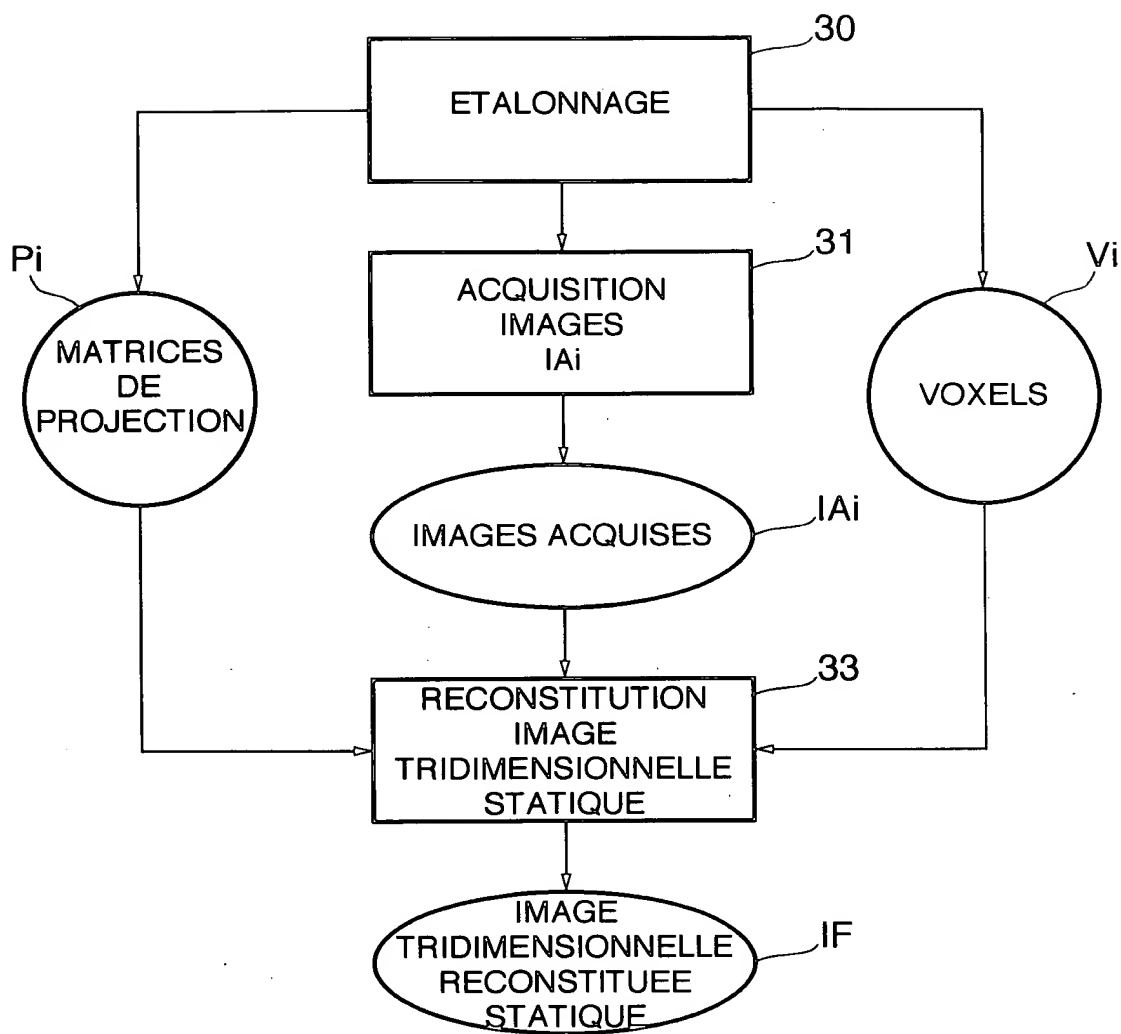 30
ETALONNAGE
31
Pi
Vi
ACQUISITION
IMAGES
IAi
MATRICES
DE
PROJECTION
VOXELS
IAi
IMAGES ACQUISES
33
RECONSTITUTION
IMAGE
TRIDIMENSIONNELLE
STATIQUE
IMAGE
TRIDIMENSIONNELLE
RECONSTITUEE
STATIQUE
IF